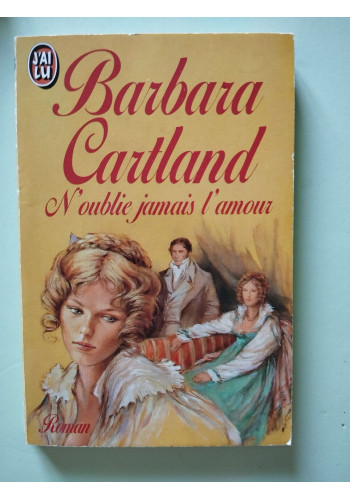 J'AI
LU
Barbara
Cartland
N'oublie jamais l'amour
Roman